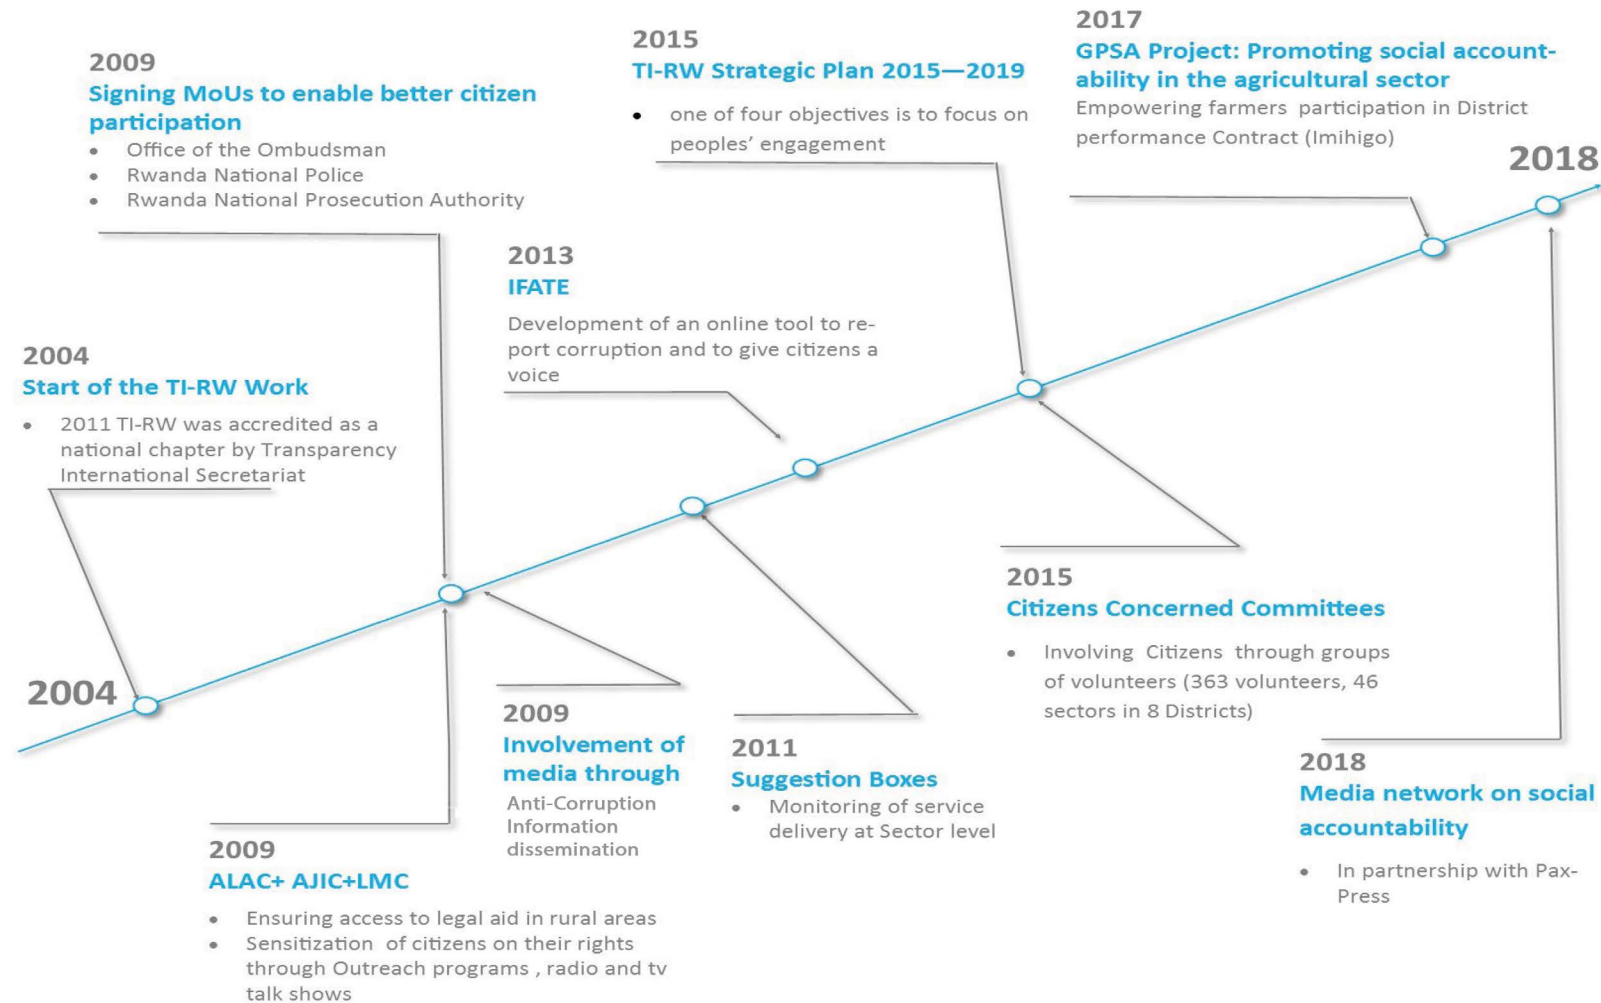 2009
Signing MoUs to enable better citizen
participation
• Office of the Ombudsman
• Rwanda National Police
• Rwanda National Prosecution Authority
2015
TI-RW Strategic Plan 2015—2019
• one of four objectives is to focus on
peoples’ engagement
2017
GPSA Project: Promoting social account-
ability in the agricultural sector
Empowering farmers participation in District
performance Contract (Imihigo)
2018
2013
IFATE
Development of an online tool to re-
port corruption and to give citizens a
voice
2004
Start of the TI-RW Work
• 2011 TI-RW was accredited as a
national chapter by Transparency
International Secretariat
2004
2009
ALAC+ AJIC+LMC
• Ensuring access to legal aid in rural areas
• Sensitization of citizens on their rights
through Outreach programs , radio and tv
talk shows
2009
Involvement of
media through
Anti-Corruption
Information
dissemination
2011
Suggestion Boxes
• Monitoring of service
delivery at Sector level
2015
Citizens Concerned Committees
• Involving Citizens through groups
of volunteers (363 volunteers, 46
sectors in 8 Districts)
2018
Media network on social
accountability
• In partnership with Pax-
Press